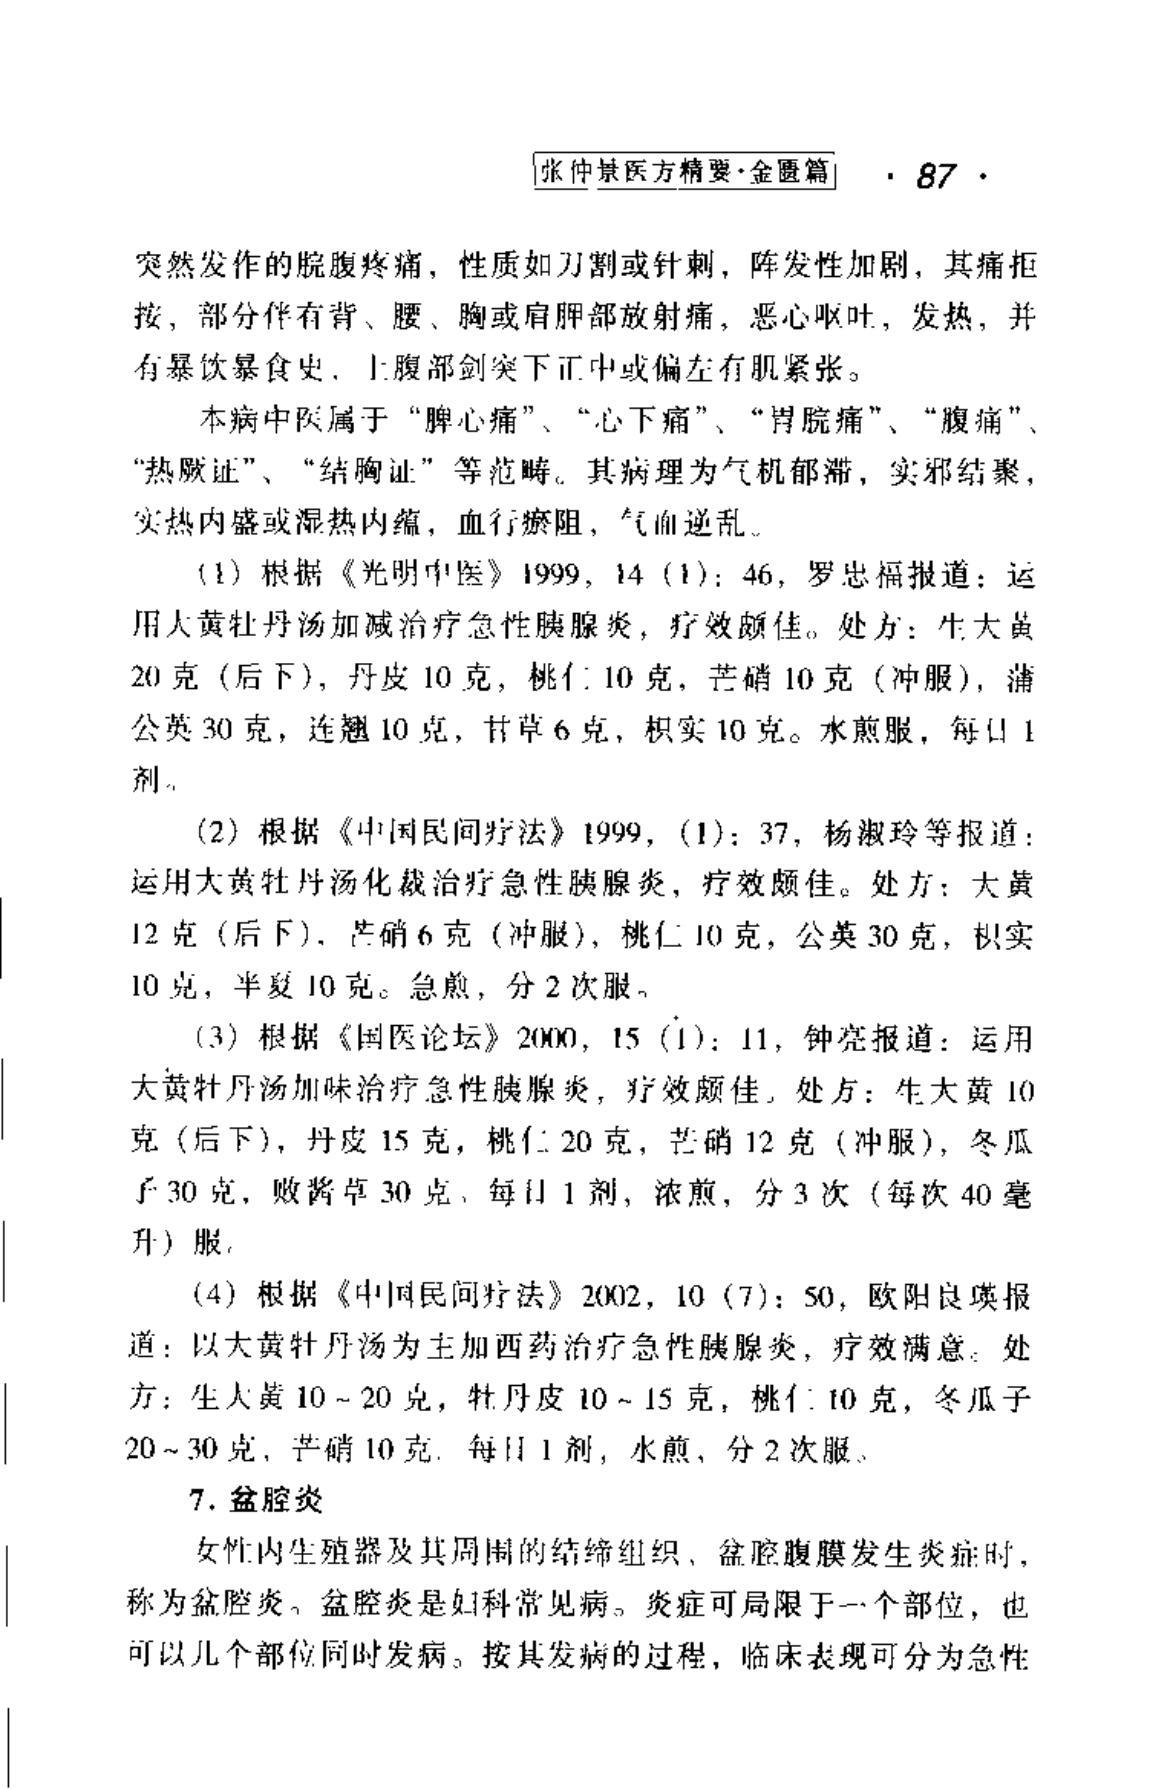 张仲景医方精要·金匮篇 · 87 ·
突然发作的脘腹疼痛，性质如刀割或针刺，阵发性加剧，其痛拒
按，部分伴有背、腰、胸或肩胛部放射痛，恶心呕吐，发热，并
有暴饮暴食史，上腹部剑突下正中或偏左有肌紧张。
本病中医属于“脾心痛”、“心下痛”、“胃脘痛”、“腹痛”、
“热厥证”、“结胸证”等范畴。其病理为气机郁滞，实邪结聚，
实热内盛或湿热内蕴，血行瘀阻，气血逆乱。
（1）根据《光明中医》1999，14（1）：46，罗忠福报道：运
用大黄牡丹汤加减治疗急性胰腺炎，疗效颇佳。处方：生大黄
20克（后下），丹皮10克，桃仁10克，芒硝10克（冲服），蒲
公英30克，连翘10克，甘草6克，枳实10克。水煎服，每日1
剂。
（2）根据《中国民间疗法》1999，（1）：37，杨淑玲等报道：
运用大黄牡丹汤化裁治疗急性胰腺炎，疗效颇佳。处方：大黄
12克（后下），芒硝6克（冲服），桃仁10克，公英30克，枳实
10克，半夏10克。急煎，分2次服。
（3）根据《国医论坛》2000，15（1）：11，钟亮报道：运用
大黄牡丹汤加味治疗急性胰腺炎，疗效颇佳。处方：生大黄10
克（后下），丹皮15克，桃仁20克，芒硝12克（冲服），冬瓜
子30克，败酱草30克。每日1剂，浓煎，分3次（每次40毫
升）服。
（4）根据《中国民间疗法》2002，10（7）：50，欧阳良瑛报
道：以大黄牡丹汤为主加西药治疗急性胰腺炎，疗效满意。处
方：生大黄10～20克，牡丹皮10～15克，桃仁10克，冬瓜子
20～30克，芒硝10克。每日1剂，水煎，分2次服。
7. 盆腔炎
女性内生殖器及其周围的结缔组织、盆腔腹膜发生炎症时，
称为盆腔炎。盆腔炎是妇科常见病。炎症可局限于一个部位，也
可以几个部位同时发病。按其发病的过程，临床表现可分为急性